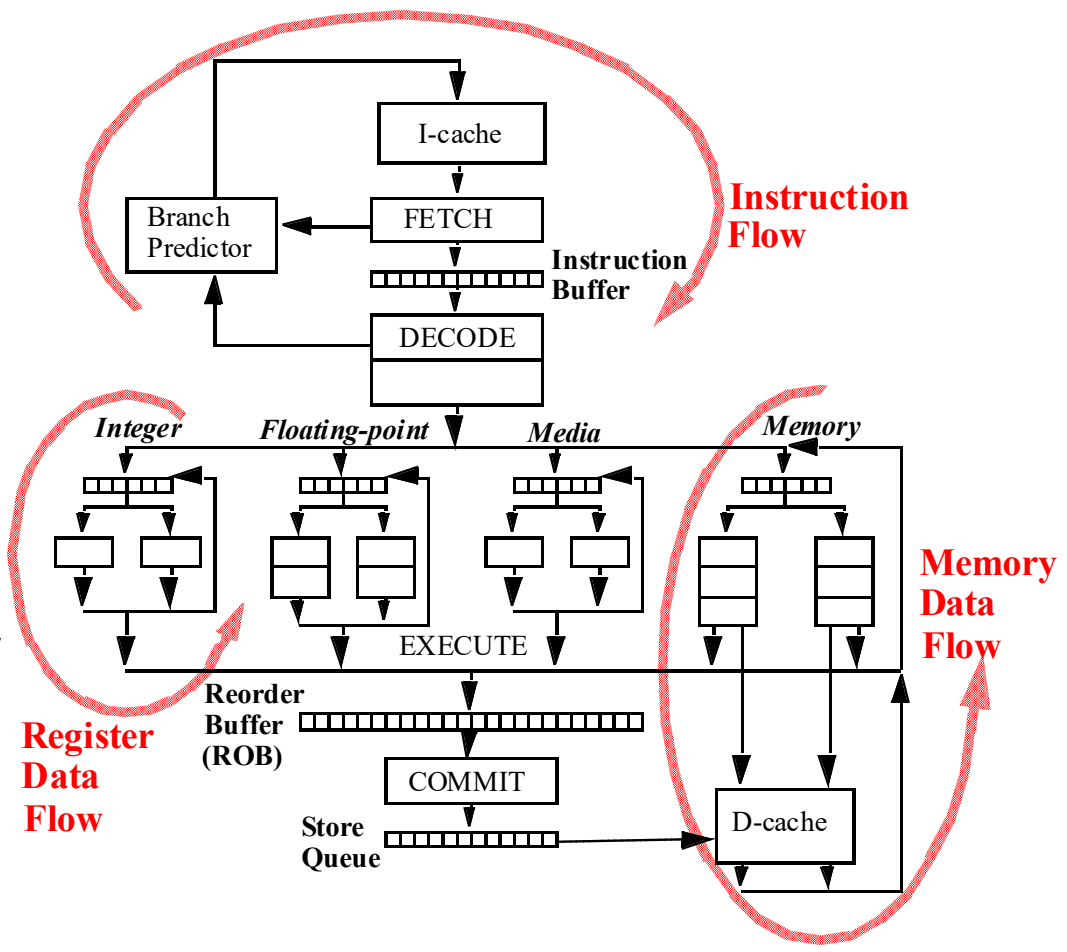 I-cache
Branch
Predictor
FETCH
Instruction
Flow
Instruction
Buffer
DECODE
Integer
Floating-point
Media
Memory
Memory
Data
Flow
EXECUTE
Reorder
Buffer
(ROB)
Register
Data
Flow
COMMIT
Store
Queue
D-cache